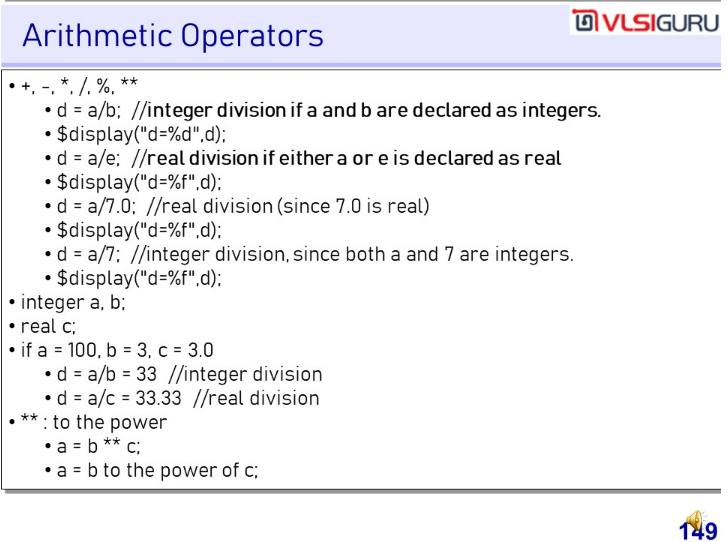 Arithmetic Operators
VLSIGURU
• +, -, *, /, %, **
• d = a/b; //integer division if a and b are declared as integers.
• $display("d=%d",d);
• d = a/e; //real division if either a or e is declared as real
• $display("d=%f",d);
• d = a/7.0; //real division (since 7.0 is real)
• $display("d=%f",d);
• d = a/7; //integer division, since both a and 7 are integers.
• $display("d=%f",d);
• integer a, b;
• real c;
• if a = 100, b = 3, c = 3.0
• d = a/b = 33 //integer division
• d = a/c = 33.33 //real division
• ** : to the power
• a = b ** c;
• a = b to the power of c;
149